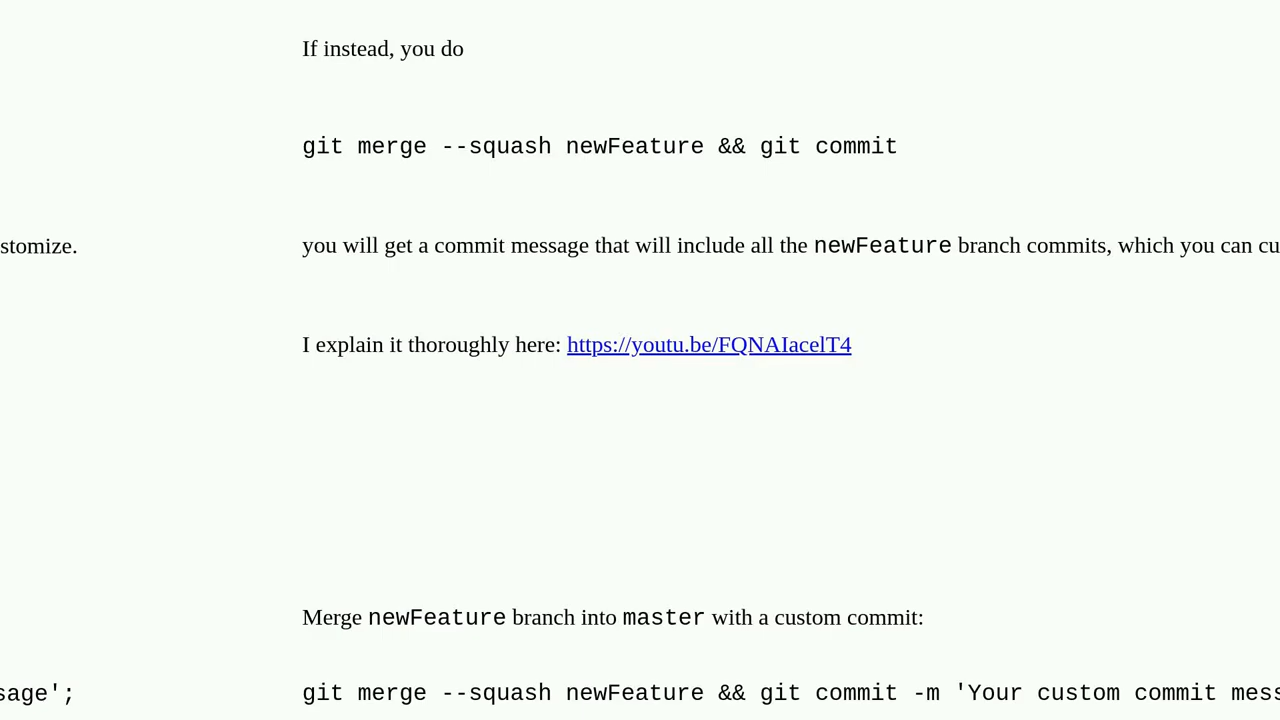 If instead, you do
git merge --squash newFeature && git commit
stomize.
you will get a commit message that will include all the newFeature branch commits, which you can cu
I explain it thoroughly here: https://youtu.be/FQNAIacelT4
Merge newFeature branch into master with a custom commit:
sage';
git merge --squash newFeature && git commit -m 'Your custom commit mess